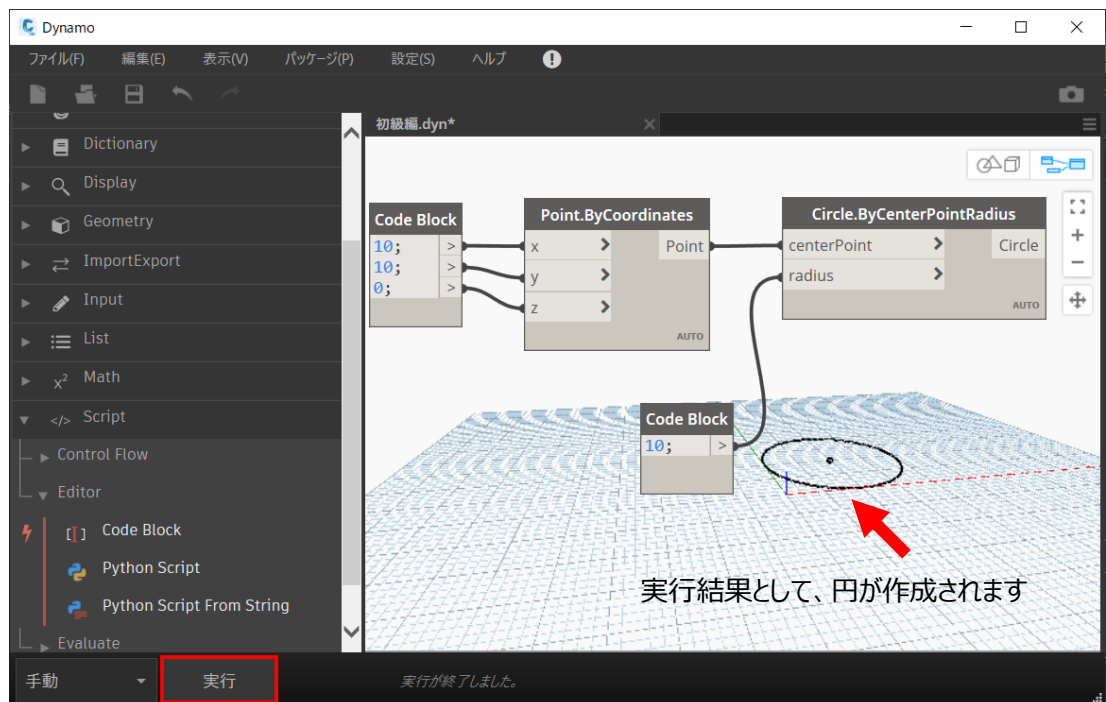 Dynamo
ファイル(F) 編集(E) 表示(V) パッケージ(P) 設定(S) ヘルプ
初級編.dyn*
Dictionary
Display
Geometry
ImportExport
Input
List
Math
Script
Control Flow
Editor
Code Block
Python Script
Python Script From String
Evaluate
Code Block
10; >
10; >
0; >
Point.ByCoordinates
x > Point
y >
z >
AUTO
Circle.ByCenterPointRadius
centerPoint > Circle
radius >
AUTO
Code Block
10; >
実行結果として、円が作成されます
手動 実行 実行が終了しました。